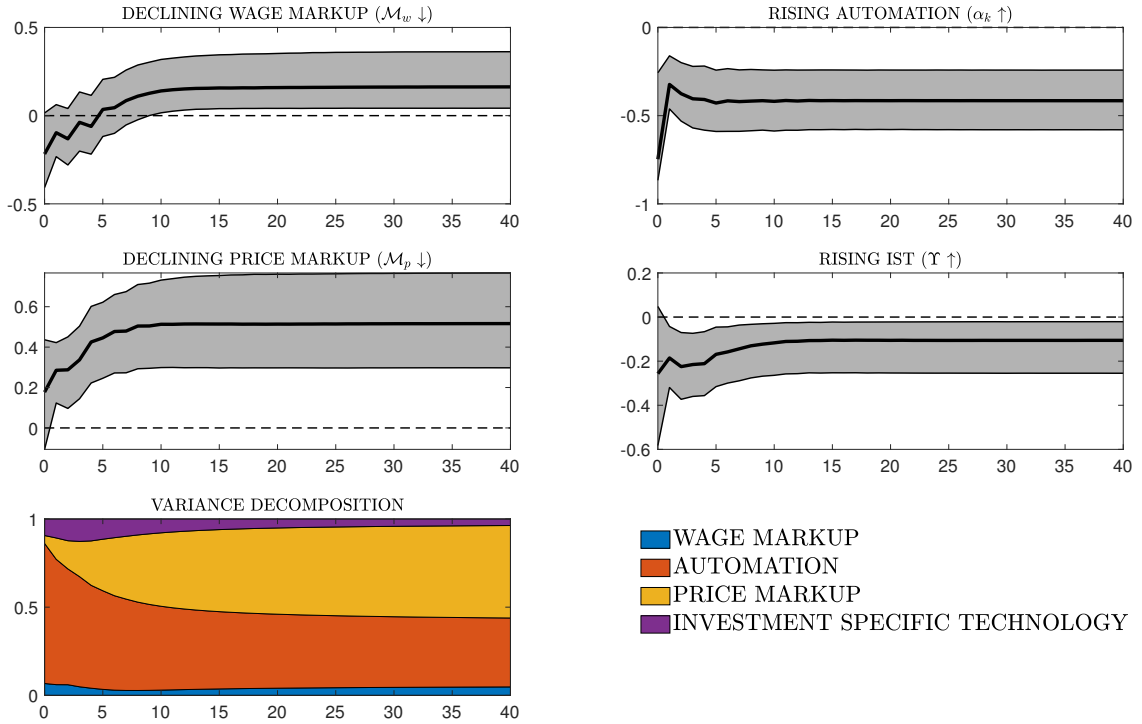 DECLINING WAGE MARKUP (ℳ_w ↓)
0.5
0
-0.5
0 5 10 15 20 25 30 35 40
RISING AUTOMATION (α_k ↑)
0
-0.5
-1
0 5 10 15 20 25 30 35 40
DECLINING PRICE MARKUP (ℳ_p ↓)
0.6
0.4
0.2
0
0 5 10 15 20 25 30 35 40
RISING IST (Υ ↑)
0.2
0
-0.2
-0.4
-0.6
0 5 10 15 20 25 30 35 40
VARIANCE DECOMPOSITION
1
0.5
0
0 5 10 15 20 25 30 35 40
WAGE MARKUP
AUTOMATION
PRICE MARKUP
INVESTMENT SPECIFIC TECHNOLOGY